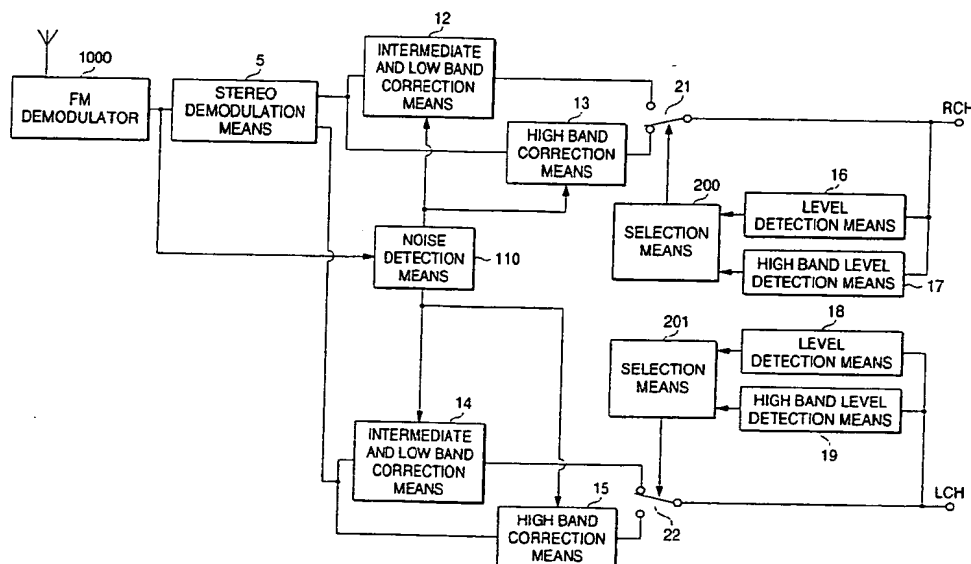 1000
FM
DEMODULATOR
5
STEREO
DEMODULATION
MEANS
12
INTERMEDIATE
AND LOW BAND
CORRECTION
MEANS
13
HIGH BAND
CORRECTION
MEANS
21
RCH
200
SELECTION
MEANS
16
LEVEL
DETECTION MEANS
HIGH BAND LEVEL
DETECTION MEANS
17
NOISE
DETECTION
MEANS
110
201
SELECTION
MEANS
18
LEVEL
DETECTION MEANS
HIGH BAND LEVEL
DETECTION MEANS
19
14
INTERMEDIATE
AND LOW BAND
CORRECTION
MEANS
15
HIGH BAND
CORRECTION
MEANS
22
LCH